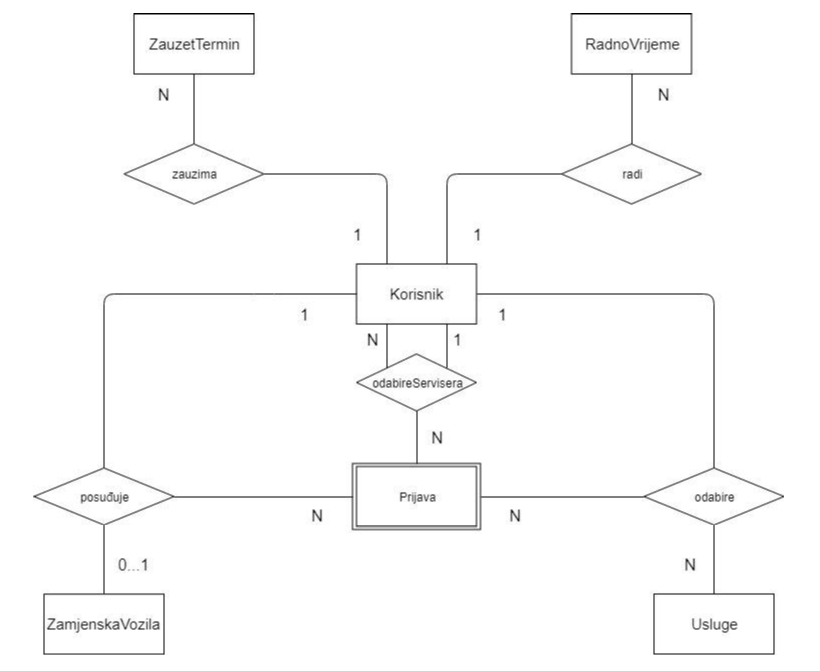 ZauzetTermin
RadnoVrijeme
N
N
zauzima
radi
1
1
Korisnik
1
1
N
1
odabireServisera
N
posuđuje
Prijava
odabire
N
N
0...1
N
ZamjenskaVozila
Usluge